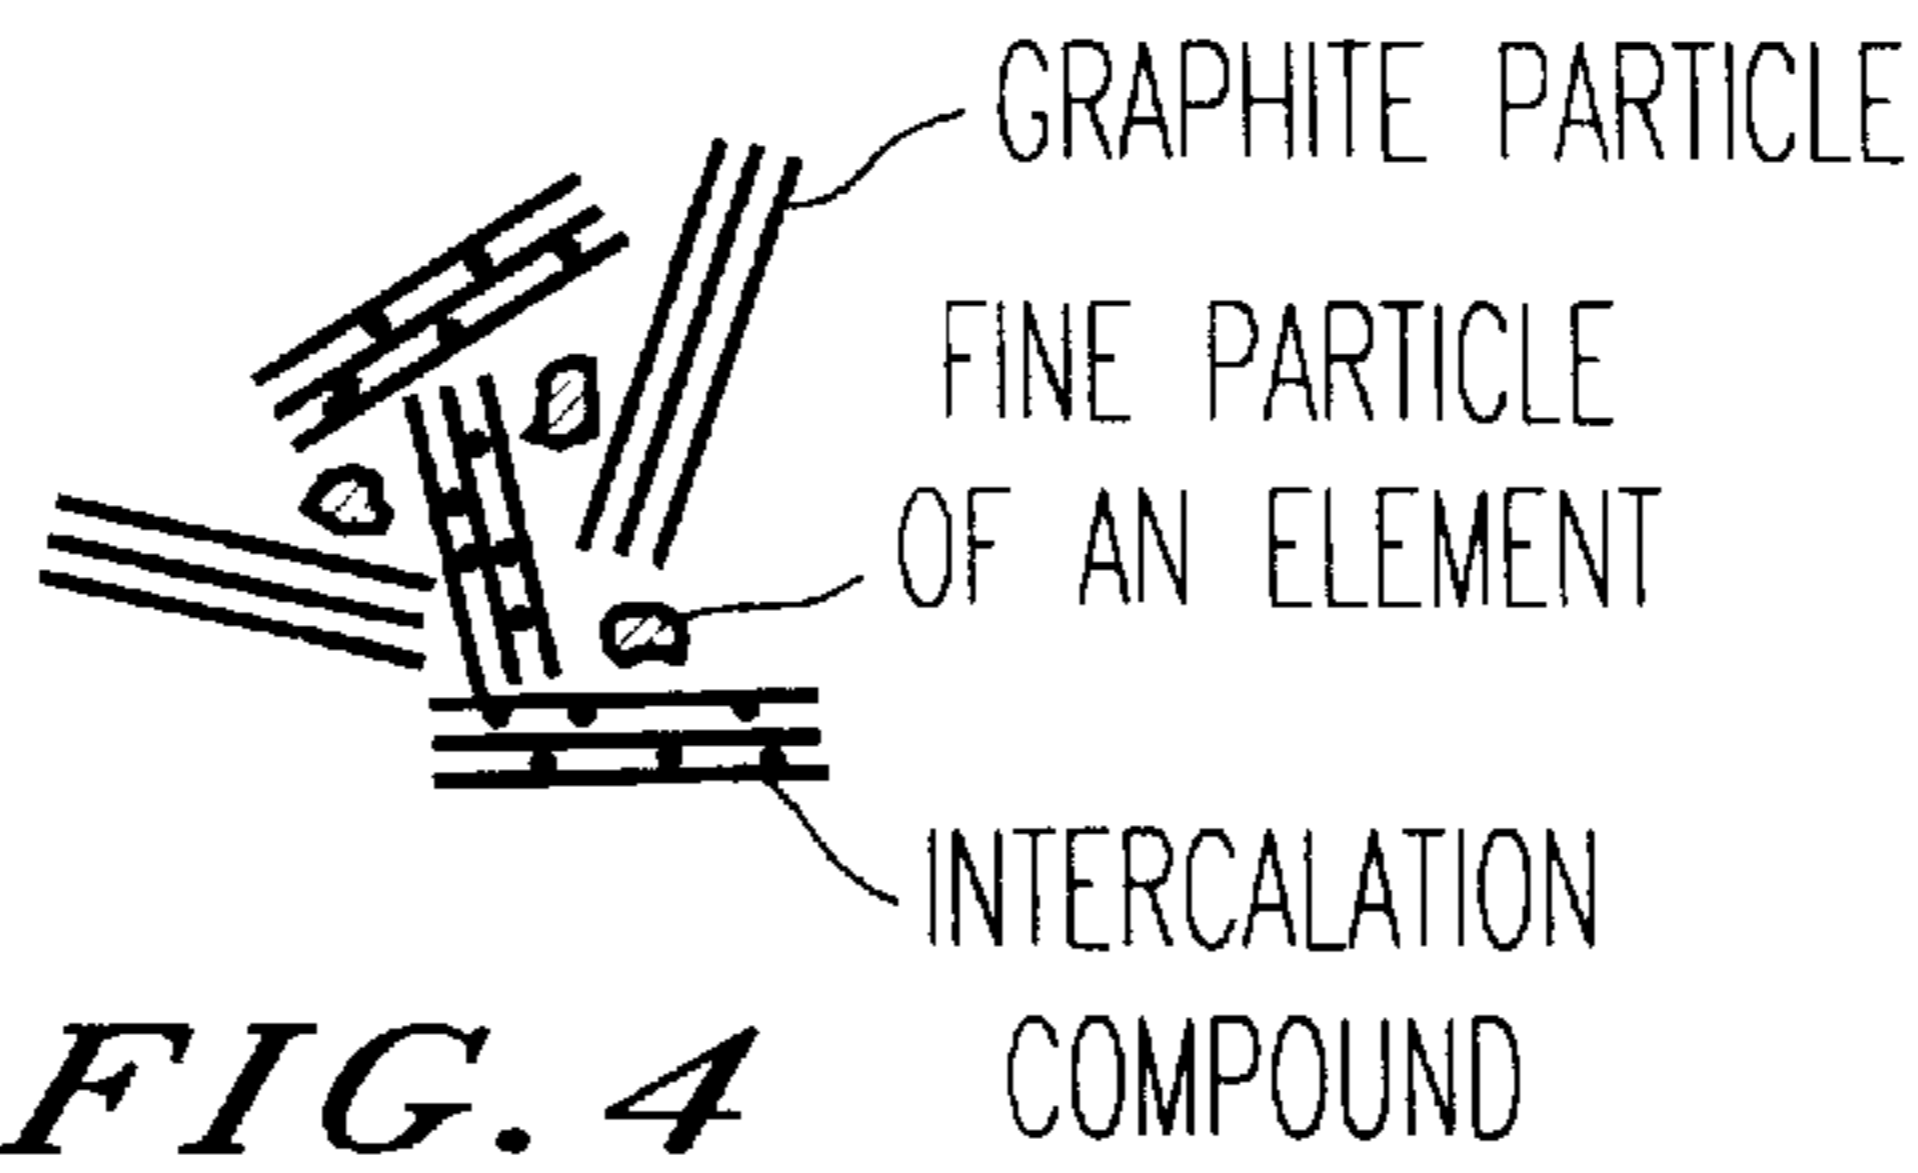 GRAPHITE PARTICLE
FINE PARTICLE
OF AN ELEMENT
INTERCALATION
COMPOUND
FIG. 4